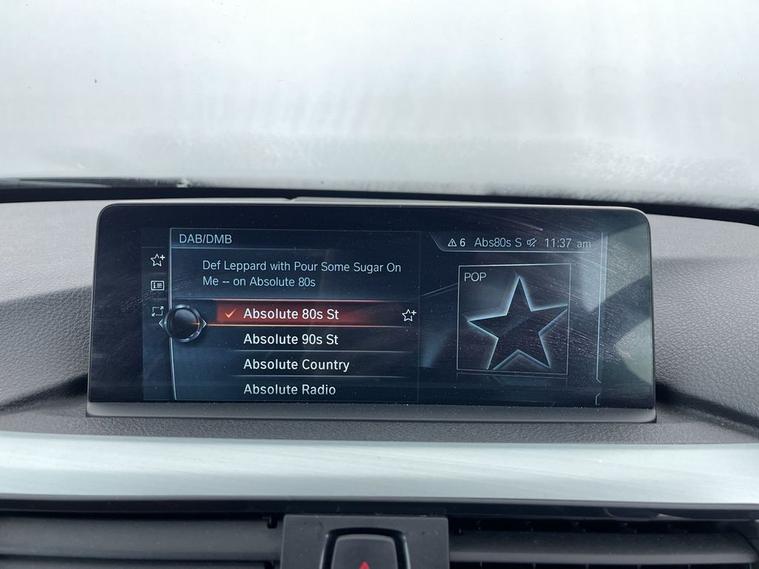 DAB/DMB
6 Abs80s S 11:37 am
Def Leppard with Pour Some Sugar On
Me -- on Absolute 80s
POP
Absolute 80s St
Absolute 90s St
Absolute Country
Absolute Radio